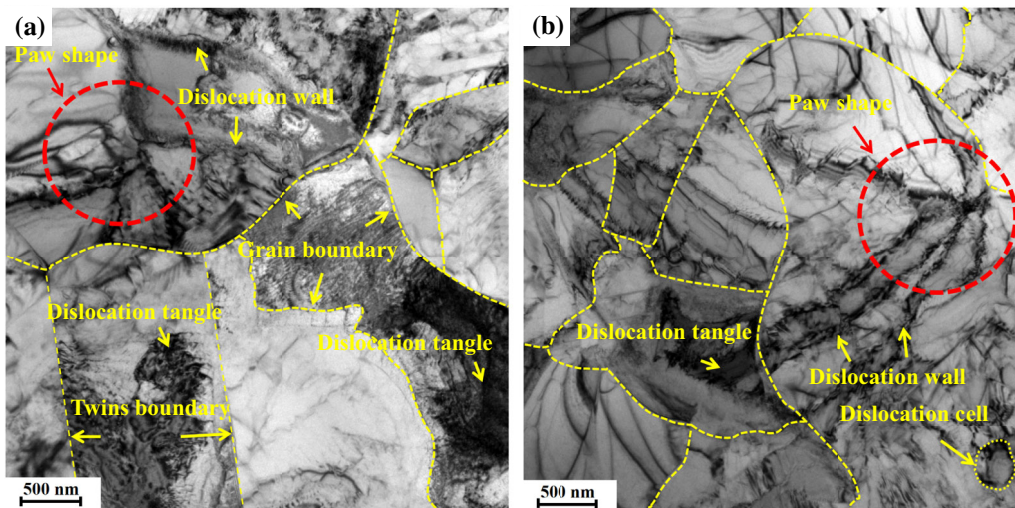 (a)
Paw shape
Dislocation wall
Grain boundary
Dislocation tangle
Dislocation tangle
Twins boundary
500 nm
(b)
Paw shape
Dislocation tangle
Dislocation wall
Dislocation cell
500 nm